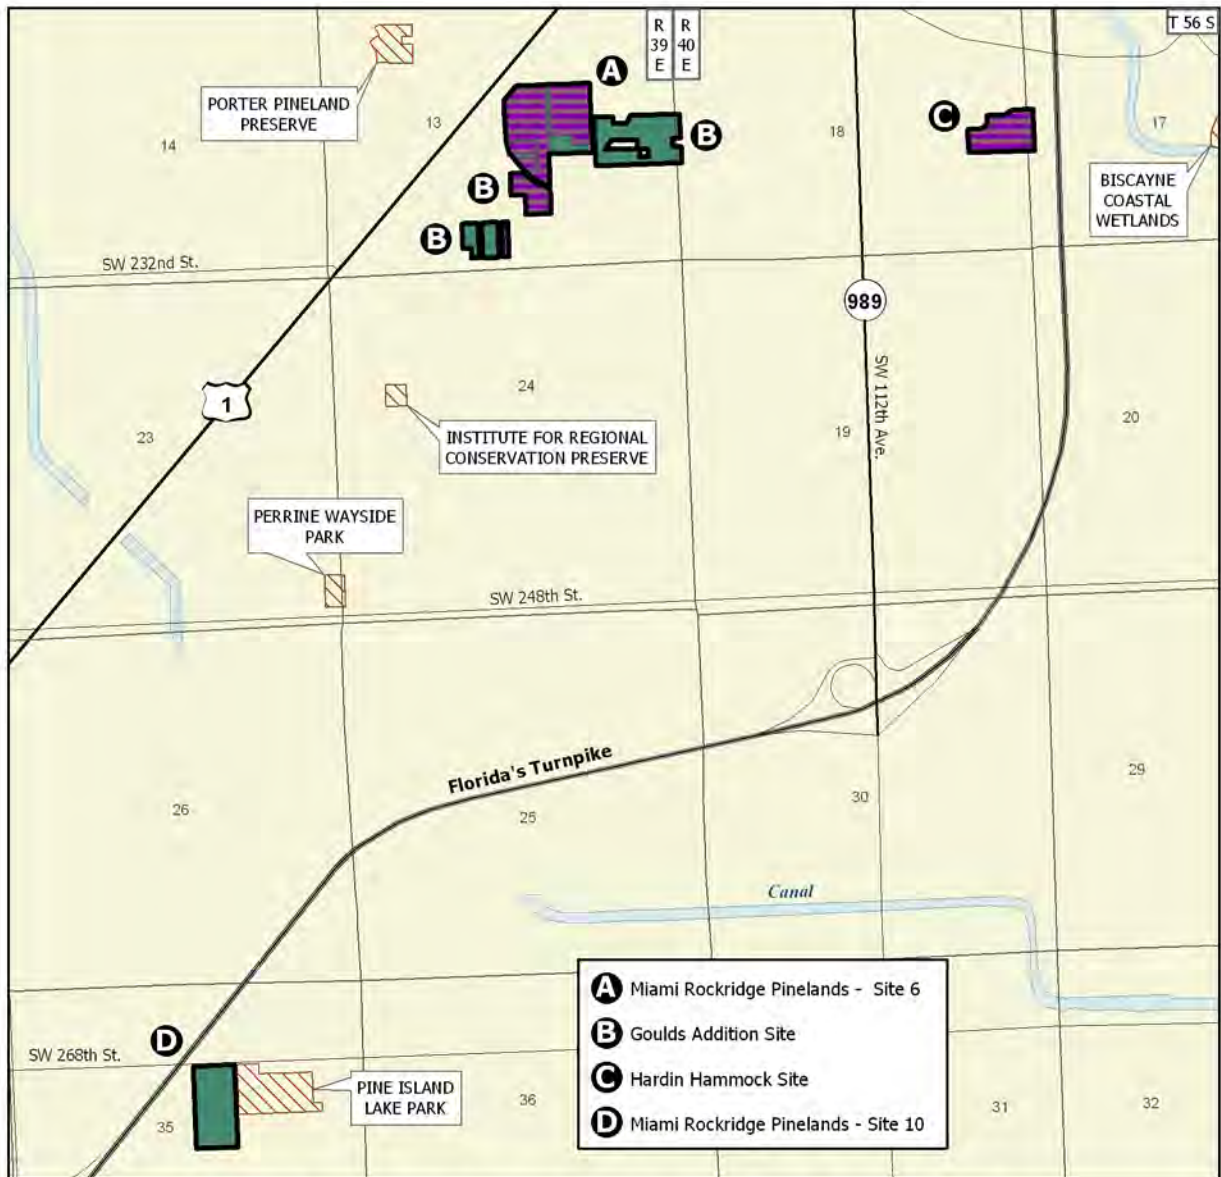 T 56 S
R
39
E
R
40
E
PORTER PINELAND
PRESERVE
14
13
A
B
18
C
17
BISCAYNE
COASTAL
WETLANDS
B
B
SW 232nd St.
989
SW 112th Ave.
1
23
24
19
20
INSTITUTE FOR REGIONAL
CONSERVATION PRESERVE
PERRINE WAYSIDE
PARK
SW 248th St.
Florida's Turnpike
26
25
30
29
Canal
A Miami Rockridge Pinelands - Site 6
B Goulds Addition Site
C Hardin Hammock Site
D Miami Rockridge Pinelands - Site 10
D
SW 268th St.
PINE ISLAND
LAKE PARK
35
36
31
32